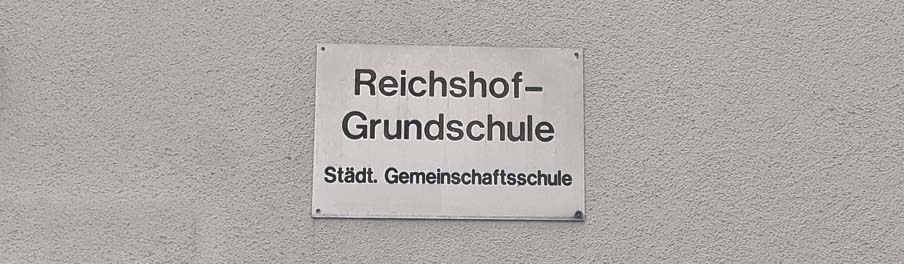 Reichshof-
Grundschule
Städt. Gemeinschaftsschule